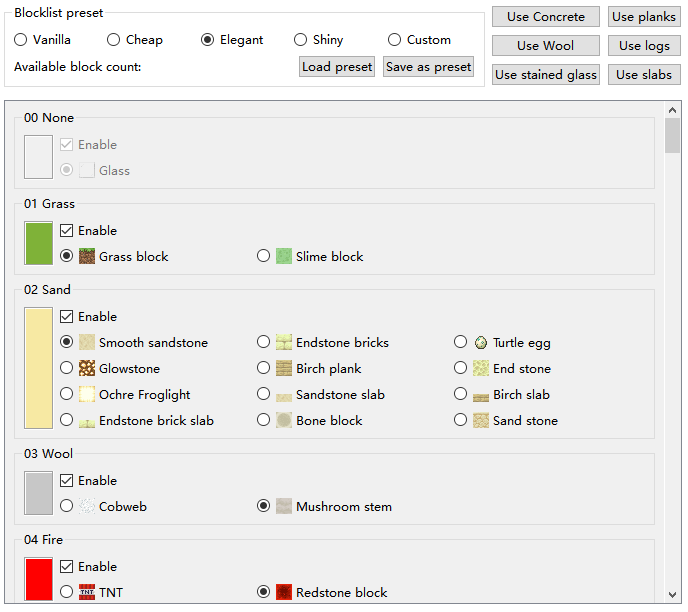 Blocklist preset
Vanilla Cheap Elegant Shiny Custom
Available block count: Load preset Save as preset
Use Concrete Use planks
Use Wool Use logs
Use stained glass Use slabs
00 None
Enable
Glass
01 Grass
Enable
Grass block Slime block
02 Sand
Enable
Smooth sandstone Endstone bricks Turtle egg
Glowstone Birch plank End stone
Ochre Froglight Sandstone slab Birch slab
Endstone brick slab Bone block Sand stone
03 Wool
Enable
Cobweb Mushroom stem
04 Fire
Enable
TNT TNT Redstone block